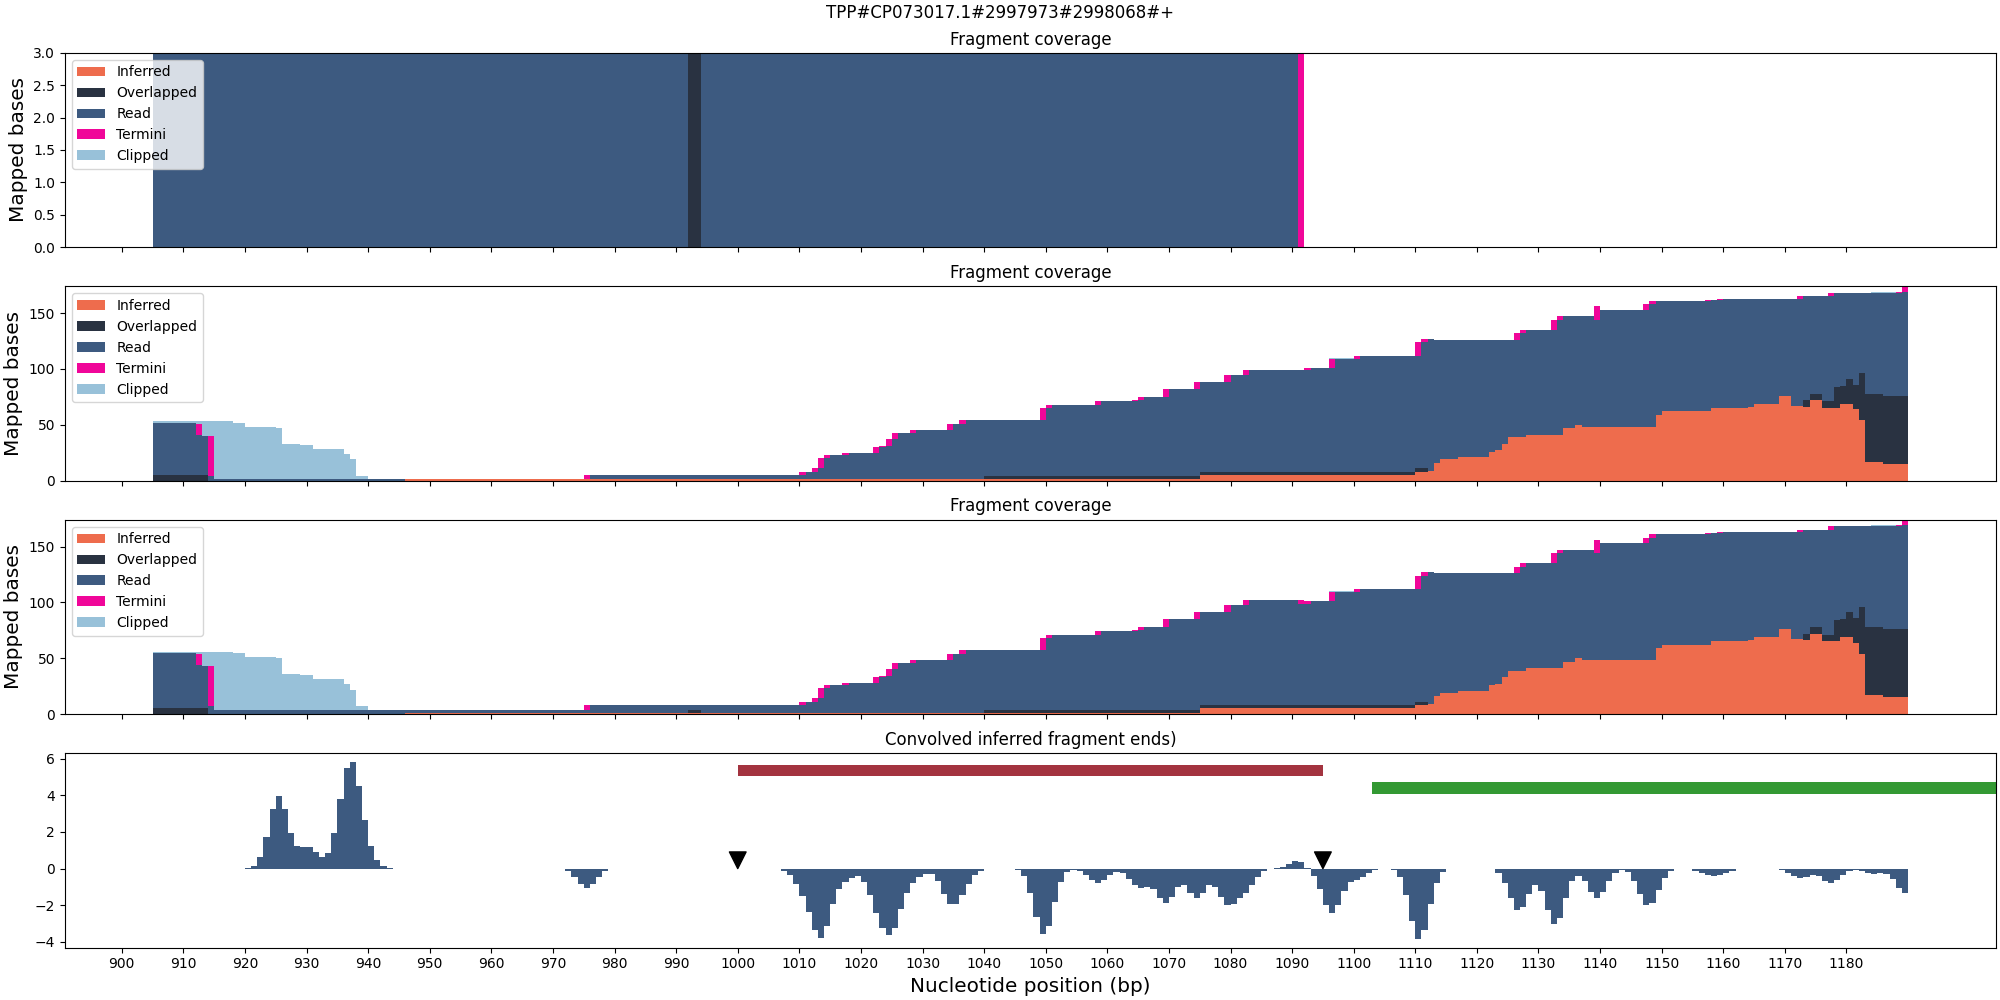 TPP#CP073017.1#2997973#2998068#+
Fragment coverage
Mapped bases
3.0
2.5
2.0
1.5
1.0
0.5
0.0
Inferred
Overlapped
Read
Termini
Clipped
Fragment coverage
Mapped bases
150
100
50
0
Inferred
Overlapped
Read
Termini
Clipped
Fragment coverage
Mapped bases
150
100
50
0
Inferred
Overlapped
Read
Termini
Clipped
Convolved inferred fragment ends)
6
4
2
0
−2
−4
900 910 920 930 940 950 960 970 980 990 1000 1010 1020 1030 1040 1050 1060 1070 1080 1090 1100 1110 1120 1130 1140 1150 1160 1170 1180
Nucleotide position (bp)